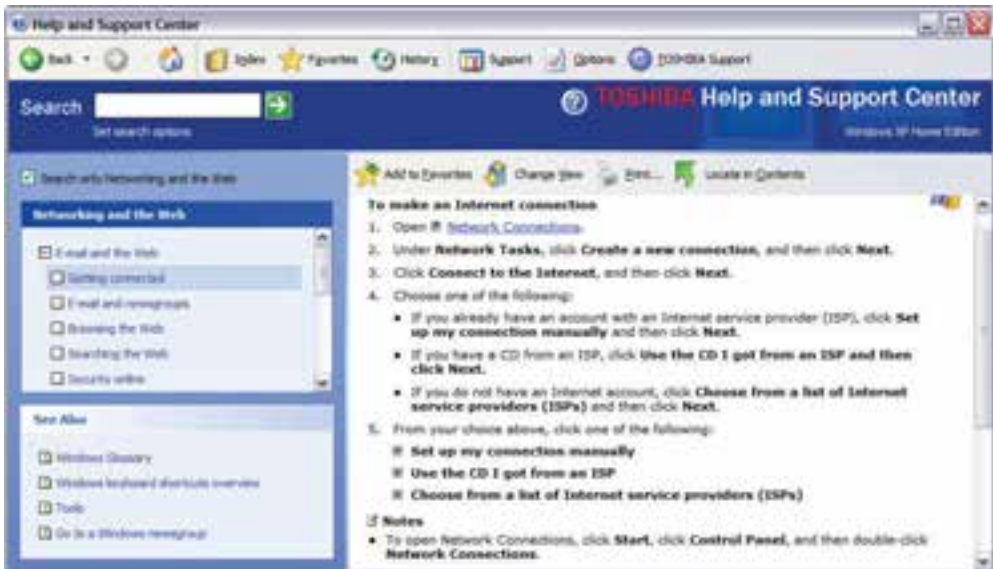 Help and Support Center
Back Index Favorites History Support Options TOSHIBA Support
Search
Set search options
TOSHIBA Help and Support Center
Windows XP Home Edition
Search only Networking and the Web
Networking and the Web
E-mail and the Web
Getting connected
E-mail and newsgroups
Browsing the Web
Searching the Web
Security online
See Also
Windows Glossary
Windows keyboard shortcuts overview
Tools
Go to a Windows newsgroup
Add to Favorites Change View Print... Locate in Contents
To make an Internet connection
1. Open Network Connections.
2. Under Network Tasks, click Create a new connection, and then click Next.
3. Click Connect to the Internet, and then click Next.
4. Choose one of the following:
• If you already have an account with an Internet service provider (ISP), click Set
up my connection manually and then click Next.
• If you have a CD from an ISP, click Use the CD I got from an ISP and then
click Next.
• If you do not have an Internet account, click Choose from a list of Internet
service providers (ISPs) and then click Next.
5. From your choice above, click one of the following:
Set up my connection manually
Use the CD I got from an ISP
Choose from a list of Internet service providers (ISPs)
Notes
• To open Network Connections, click Start, click Control Panel, and then double-click
Network Connections.